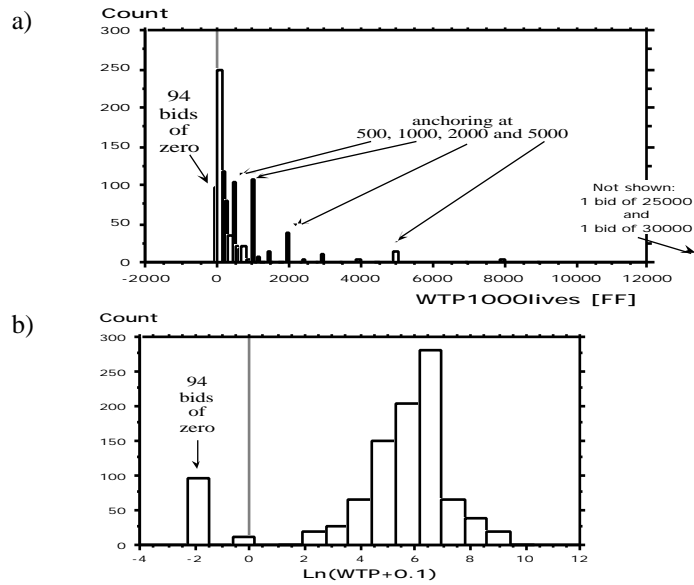 a)
Count
300
250
200
150
100
50
0
94
bids
of
zero
anchoring at
500, 1000, 2000 and 5000
Not shown:
1 bid of 25000
and
1 bid of 30000
-2000 0 2000 4000 6000 8000 10000 12000
WTP1000lives [FF]
b)
Count
300
250
200
150
100
50
0
94
bids
of
zero
-4 -2 0 2 4 6 8 10 12
Ln(WTP+0.1)